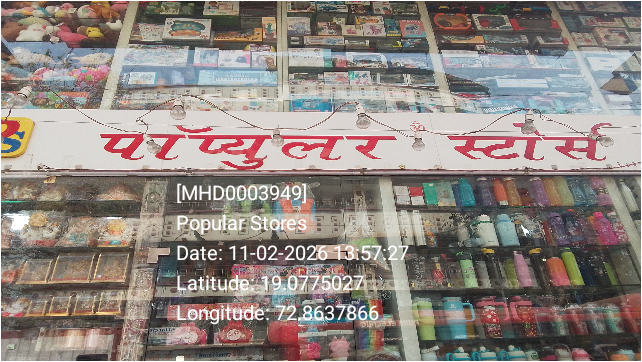 पॉप्युलर स्टोर्स
[MHD0003949]
Popular Stores
Date: 11-02-2026 13:57:27
Latitude: 19.0775027
Longitude: 72.8637866